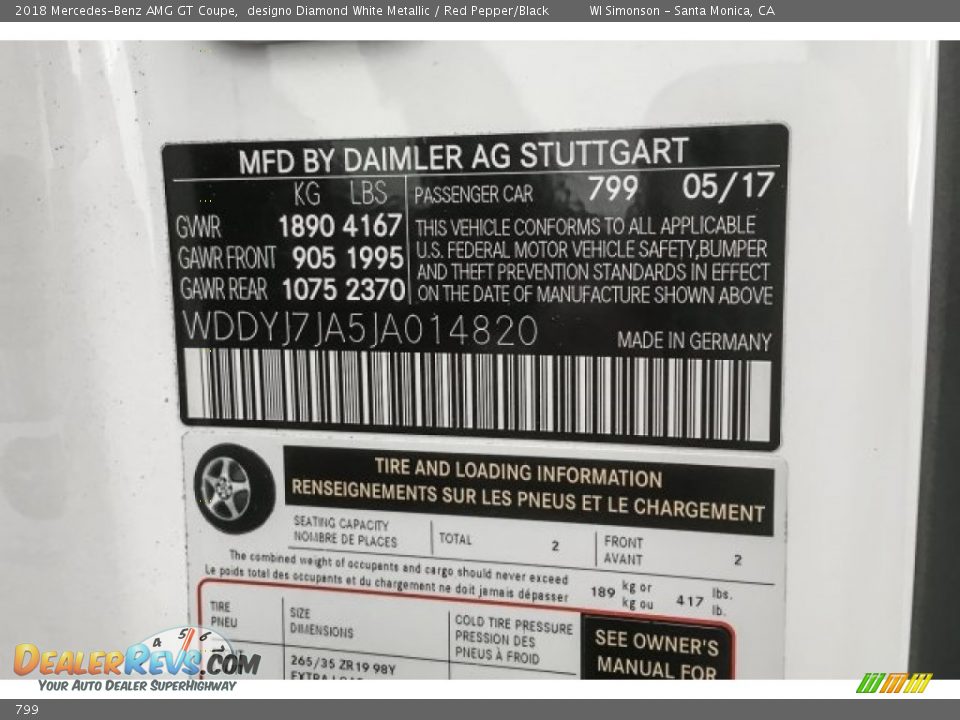 2018 Mercedes-Benz AMG GT Coupe, designo Diamond White Metallic / Red Pepper/Black WI Simonson - Santa Monica, CA
MFD BY DAIMLER AG STUTTGART
KG LBS
GVWR 1890 4167
GAWR FRONT 905 1995
GAWR REAR 1075 2370
PASSENGER CAR 799 05/17
THIS VEHICLE CONFORMS TO ALL APPLICABLE
U.S. FEDERAL MOTOR VEHICLE SAFETY,BUMPER
AND THEFT PREVENTION STANDARDS IN EFFECT
ON THE DATE OF MANUFACTURE SHOWN ABOVE
WDDYJ7JA5JA014820
MADE IN GERMANY
TIRE AND LOADING INFORMATION
RENSEIGNEMENTS SUR LES PNEUS ET LE CHARGEMENT
SEATING CAPACITY
NOMBRE DE PLACES
TOTAL 2
FRONT
AVANT
2
The combined weight of occupants and cargo should never exceed
Le poids total des occupants et du chargement ne doit jamais dépasser
189 kg or
kg ou
417 lbs.
lb.
TIRE
PNEU
SIZE
DIMENSIONS
COLD TIRE PRESSURE
PRESSION DES
PNEUS À FROID
SEE OWNER'S
MANUAL FOR
265/35 ZR19 98Y
4 5 6
DEALERREVS.COM
YOUR AUTO DEALER SUPERHIGHWAY
799